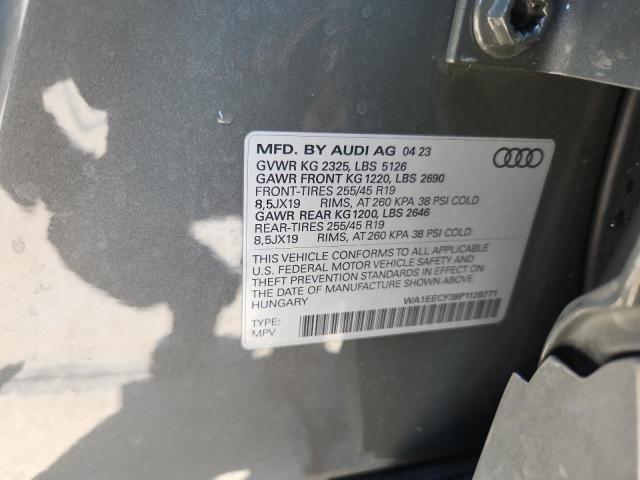 MFD. BY AUDI AG 04 23
GVWR KG 2325, LBS 5126
GAWR FRONT KG 1220, LBS 2690
FRONT-TIRES 255/45 R19
8,5JX19 RIMS, AT 260 KPA 38 PSI COLD
GAWR REAR KG 1200, LBS 2646
REAR-TIRES 255/45 R19
8,5JX19 RIMS, AT 260 KPA 38 PSI COLD
THIS VEHICLE CONFORMS TO ALL APPLICABLE
U.S. FEDERAL MOTOR VEHICLE SAFETY AND
THEFT PREVENTION STANDARDS IN EFFECT ON
THE DATE OF MANUFACTURE SHOWN ABOVE.
HUNGARY
WA1EECF38P1128771
TYPE:
MPV